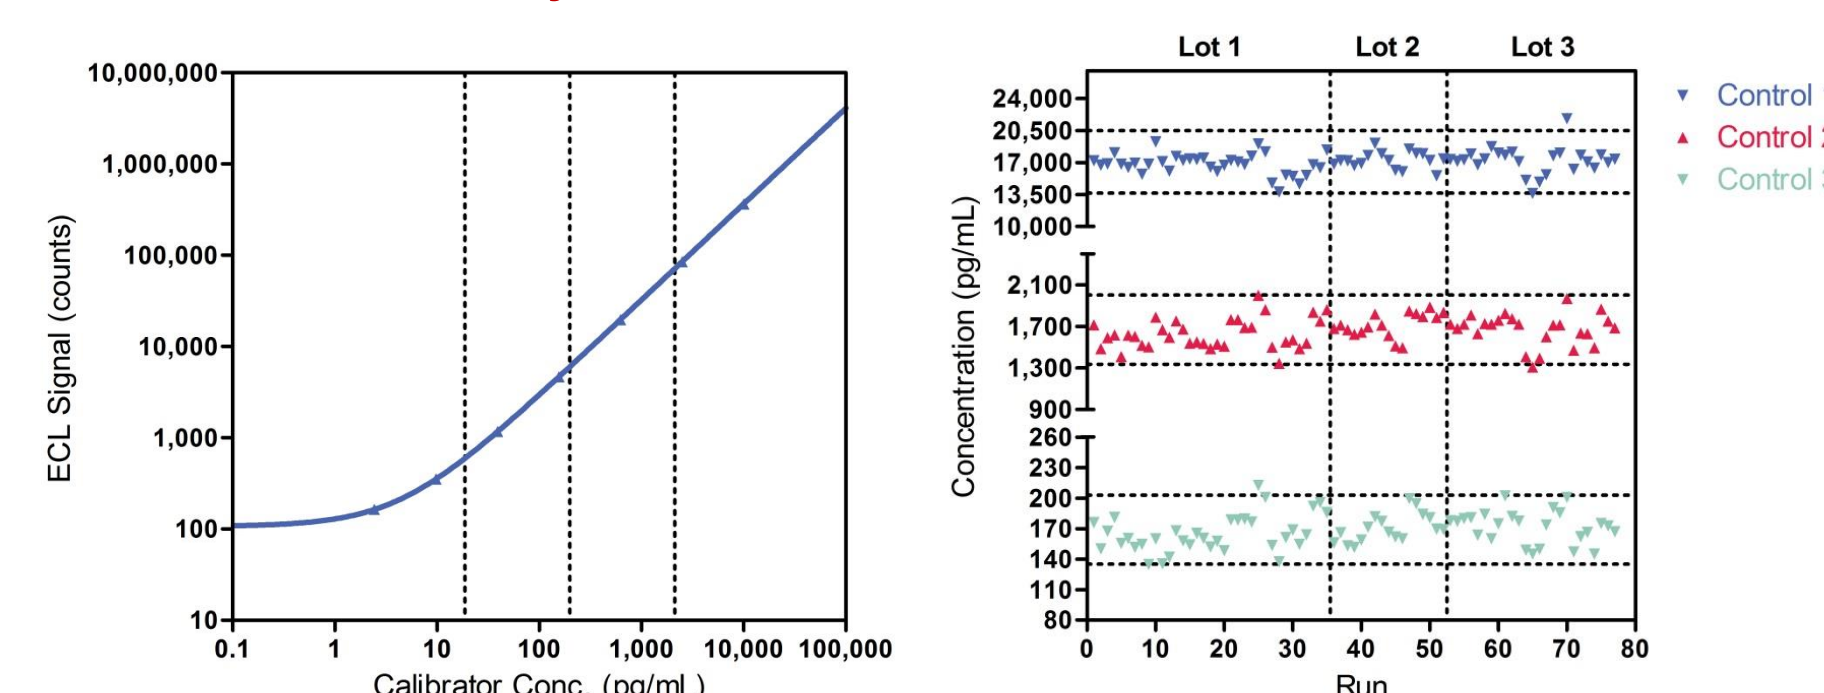 10,000,000
1,000,000
100,000
10,000
1,000
100
10
ECL Signal (counts)
0.1 1 10 100 1,000 10,000 100,000
Calibrator Conc. (pg/mL)
Lot 1 Lot 2 Lot 3
24,000
20,500
17,000
13,500
10,000
2,100
1,700
1,300
900
260
230
200
170
140
110
80
Concentration (pg/mL)
0 10 20 30 40 50 60 70 80
Run
Control
Control 2
Control 3